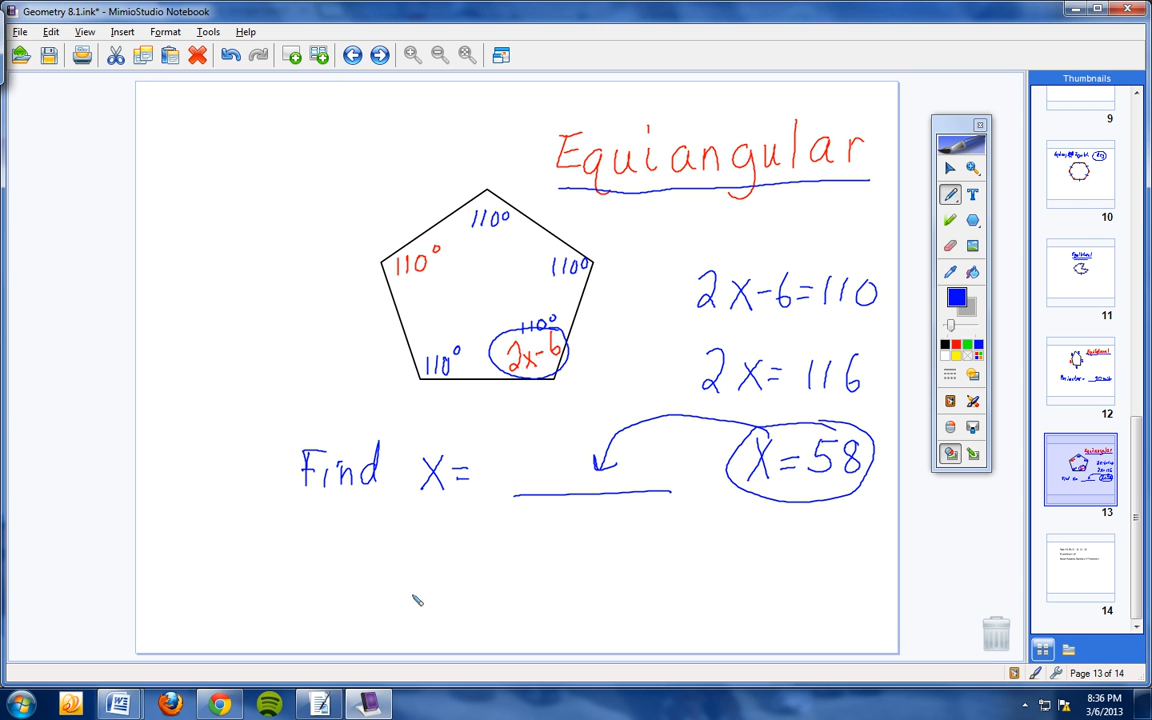 Geometry 8.1.ink* - MimioStudio Notebook
File Edit View Insert Format Tools Help
Thumbnails
9
10
11
12
13
14
Equiangular
110°
110°
110°
110°
110°
2x-6
2x-6=110
2x=116
x=58
Find x=
Page 13 of 14
8:36 PM
3/6/2013